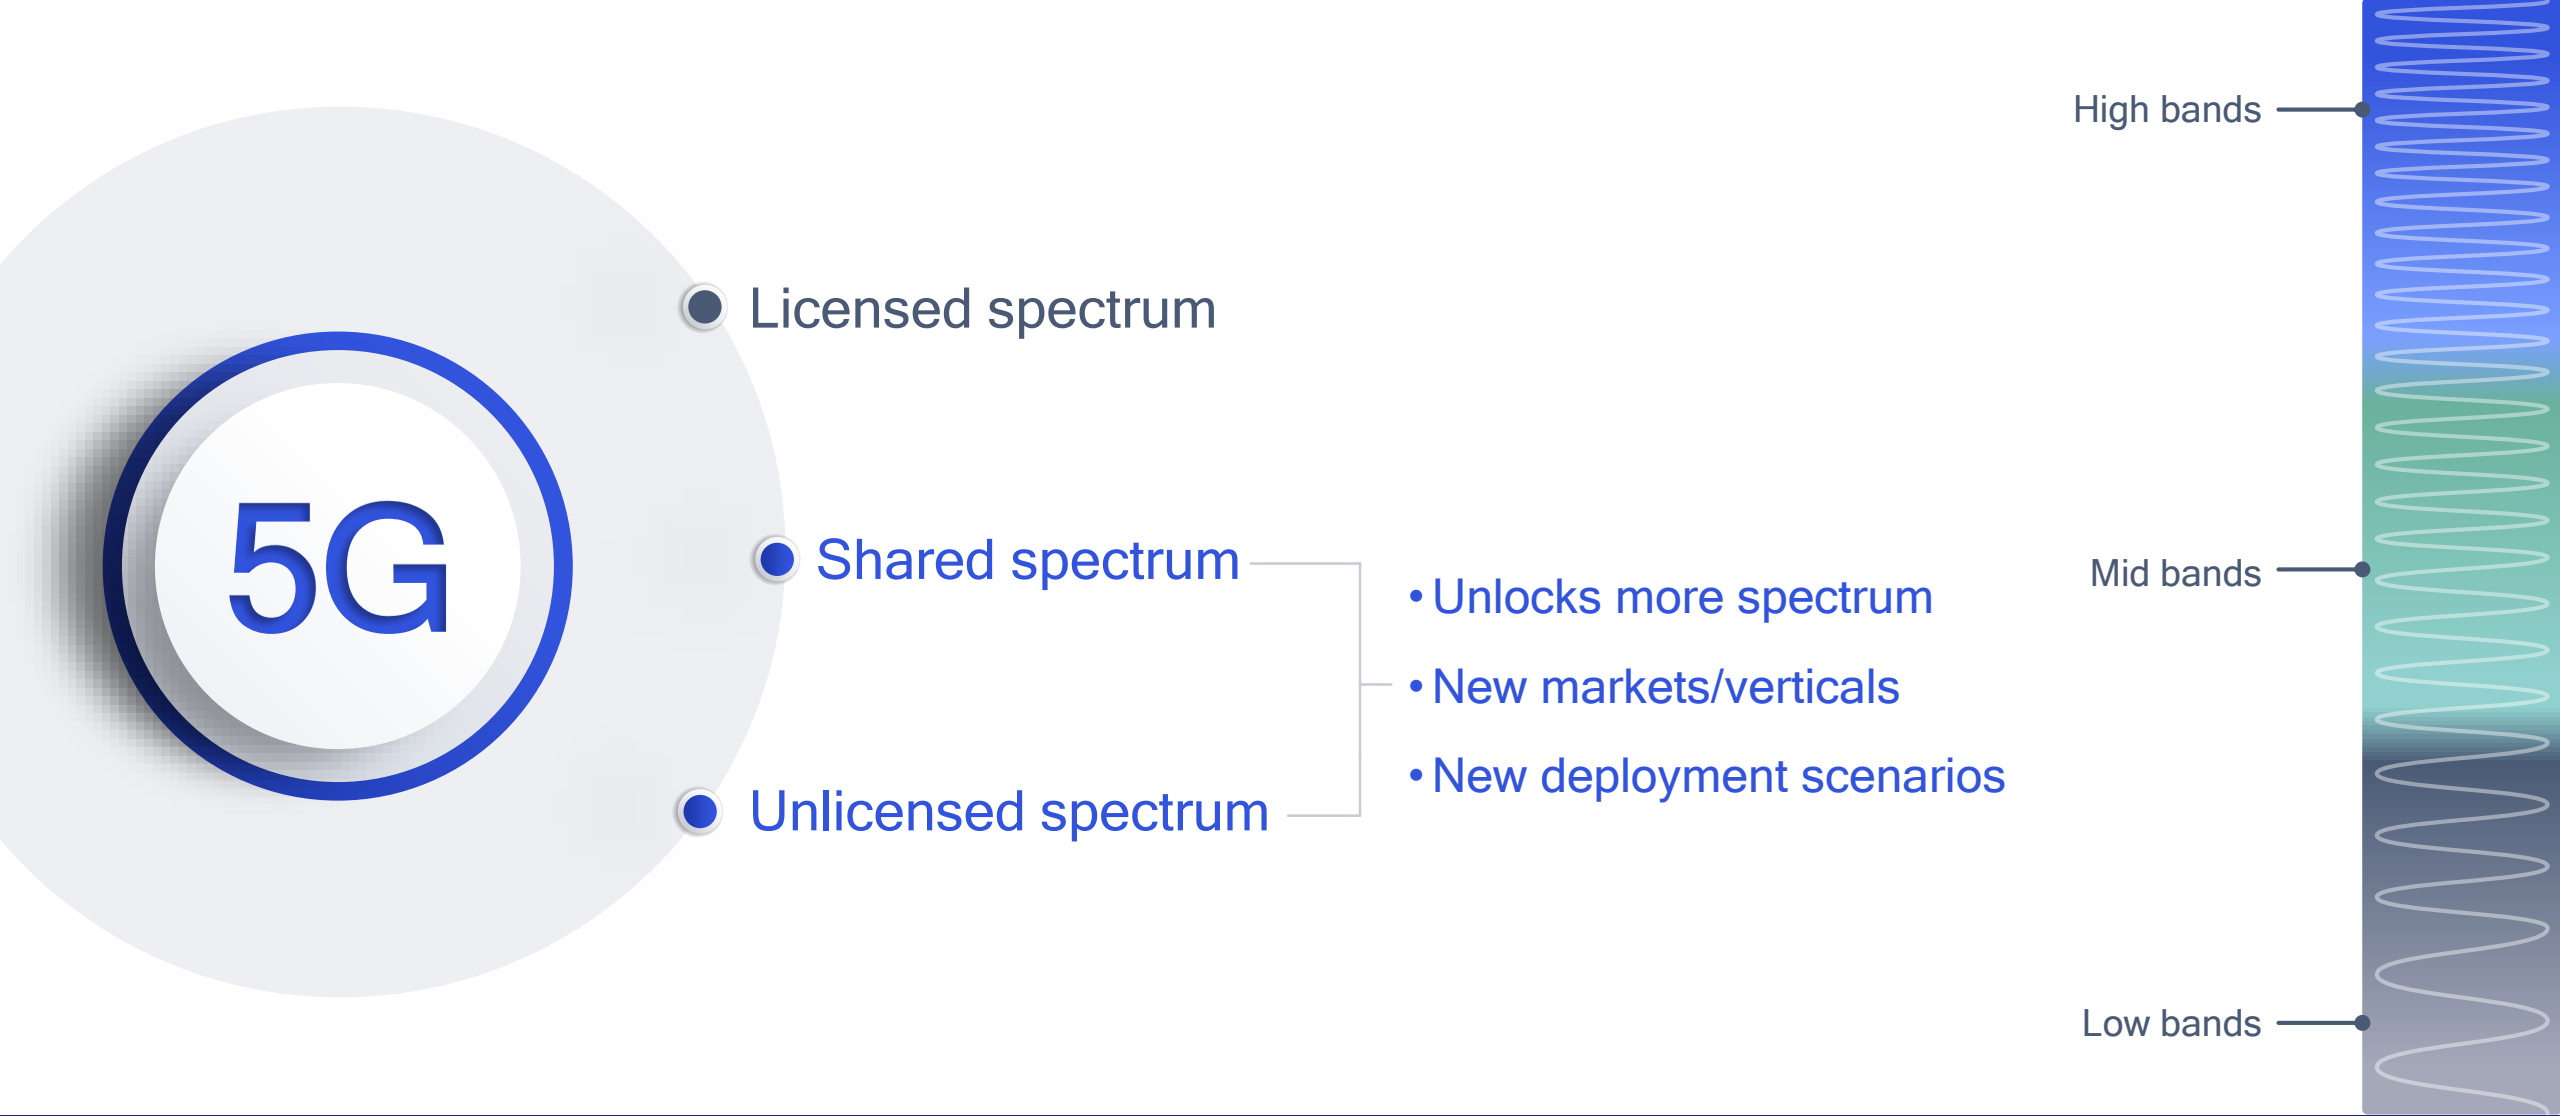 5G
Licensed spectrum
Shared spectrum
Unlicensed spectrum
• Unlocks more spectrum
• New markets/verticals
• New deployment scenarios
High bands
Mid bands
Low bands